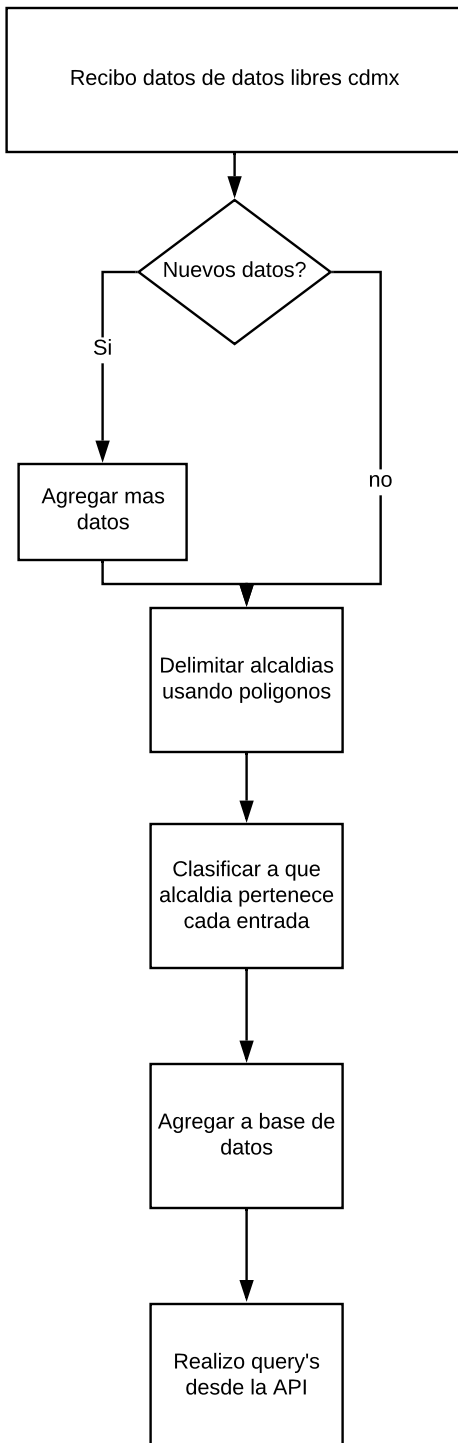 Recibo datos de datos libres cdmx
Nuevos datos?
Si
no
Agregar mas
datos
Delimitar alcaldias
usando poligonos
Clasificar a que
alcaldia pertenece
cada entrada
Agregar a base de
datos
Realizo query's
desde la API